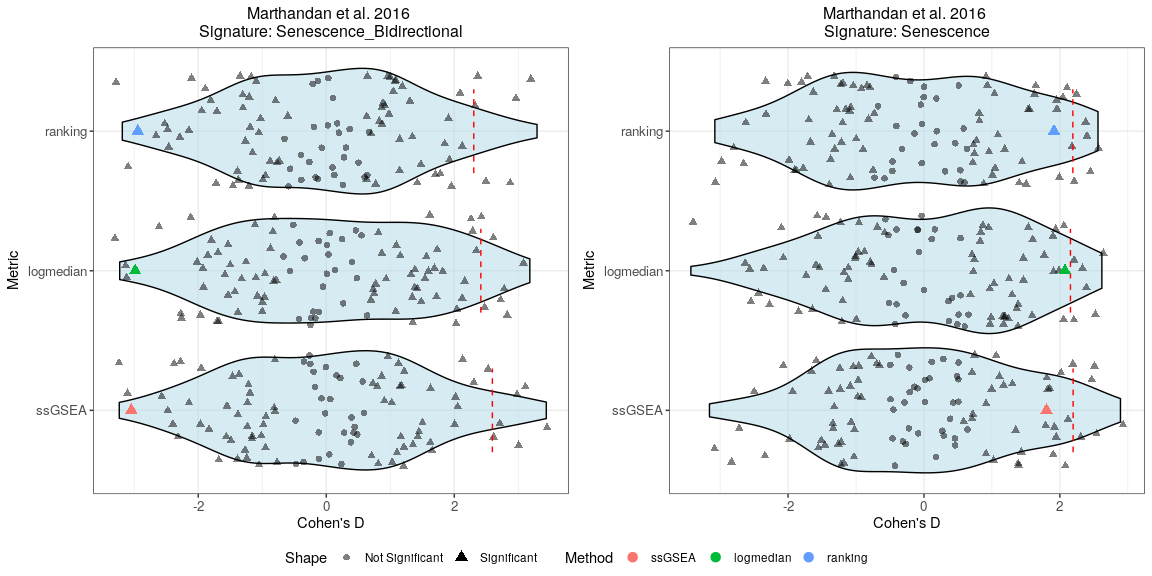 Marthandan et al. 2016
Signature: Senescence_Bidirectional
Metric
ranking
logmedian
ssGSEA
-2
0
2
Cohen's D
Marthandan et al. 2016
Signature: Senescence
Metric
ranking
logmedian
ssGSEA
-2
0
2
Cohen's D
Shape Not Significant Significant Method ssGSEA logmedian ranking